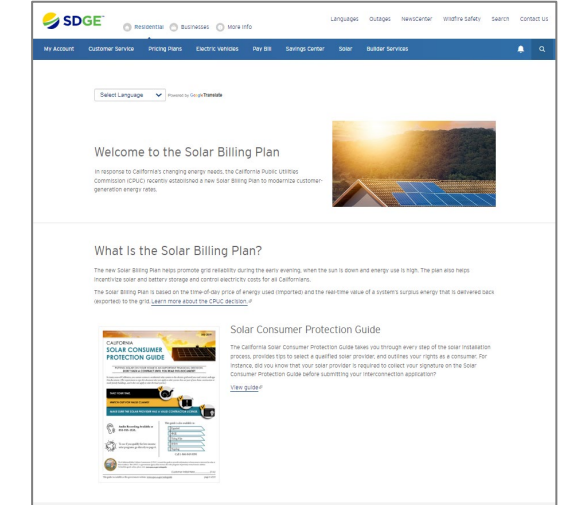 SDGE
Residential Businesses More Info
Languages Outages NewsCenter Wildfire Safety Search Contact Us
My Account Customer Service Pricing Plans Electric Vehicles Pay Bill Savings Center Solar Builder Services
Select Language
Powered by Google Translate
Welcome to the Solar Billing Plan
In response to California's changing energy needs, the California Public Utilities
Commission (CPUC) recently established a new Solar Billing Plan to modernize customer-
generation energy rates.
What Is the Solar Billing Plan?
The new Solar Billing Plan helps promote grid reliability during the early evening, when the sun is down and energy use is high. The plan also helps
incentivize solar and battery storage and control electricity costs for all Californians.
The Solar Billing Plan is based on the time-of-day price of energy used (imported) and the real-time value of a system's surplus energy that is delivered back
(exported) to the grid. Learn more about the CPUC decision.
Solar Consumer Protection Guide
The California Solar Consumer Protection Guide takes you through every step of the solar installation
process, provides tips to select a qualified solar provider, and outlines your rights as a consumer. For
instance, did you know that your solar provider is required to collect your signature on the Solar
Consumer Protection Guide before submitting your interconnection application?
View guide
CALIFORNIA
SOLAR CONSUMER
PROTECTION GUIDE